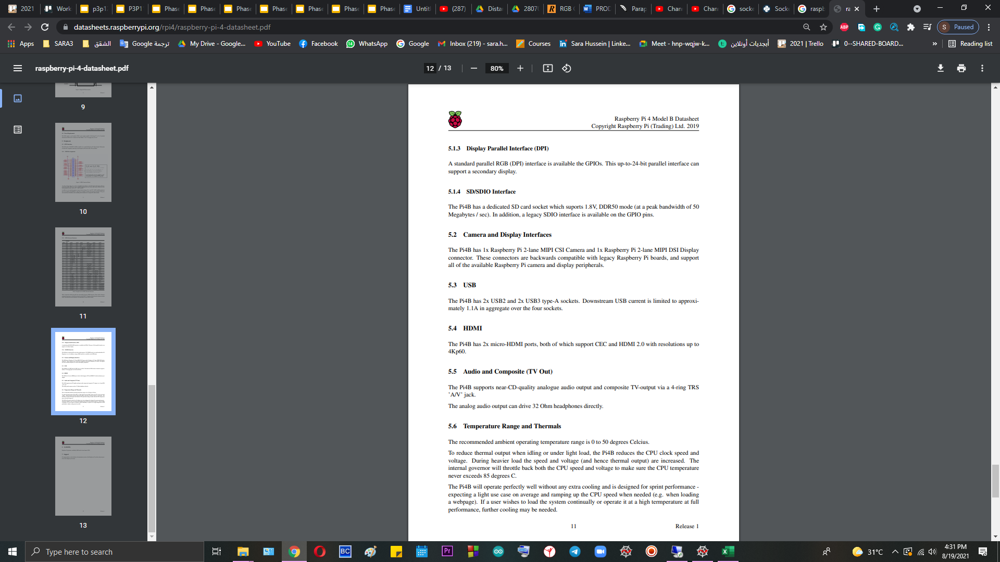 2021
Work
p3p1
P3P1
Phase
Phase
Phase
Phase
Phase
Phase
Phase
Untit
(287)
Dista
2807
RGB
PROD
Parap
Chan
Chan
socke
Sock
raspb
ra
datasheets.raspberrypi.org/rpi4/raspberry-pi-4-datasheet.pdf
ABP
S Paused
Apps
SARA3
الشقق
ترجمة Google
My Drive - Google...
YouTube
Facebook
WhatsApp
Google
Inbox (219) - sara.h...
Courses
Sara Hussein | Linke...
Meet - hnp-wqjw-k...
أبجديات أونلاين
2021 | Trello
0--SHARED-BOARD...
»
Reading list
raspberry-pi-4-datasheet.pdf
12 / 13
80%
9
10
11
12
13
Raspberry Pi 4 Model B Datasheet
Copyright Raspberry Pi (Trading) Ltd. 2019
5.1.3 Display Parallel Interface (DPI)
A standard parallel RGB (DPI) interface is available the GPIOs. This up-to-24-bit parallel interface can
support a secondary display.
5.1.4 SD/SDIO Interface
The Pi4B has a dedicated SD card socket which suports 1.8V, DDR50 mode (at a peak bandwidth of 50
Megabytes / sec). In addition, a legacy SDIO interface is available on the GPIO pins.
5.2 Camera and Display Interfaces
The Pi4B has 1x Raspberry Pi 2-lane MIPI CSI Camera and 1x Raspberry Pi 2-lane MIPI DSI Display
connector. These connectors are backwards compatible with legacy Raspberry Pi boards, and support
all of the available Raspberry Pi camera and display peripherals.
5.3 USB
The Pi4B has 2x USB2 and 2x USB3 type-A sockets. Downstream USB current is limited to approxi-
mately 1.1A in aggregate over the four sockets.
5.4 HDMI
The Pi4B has 2x micro-HDMI ports, both of which support CEC and HDMI 2.0 with resolutions up to
4Kp60.
5.5 Audio and Composite (TV Out)
The Pi4B supports near-CD-quality analogue audio output and composite TV-output via a 4-ring TRS
'A/V' jack.
The analog audio output can drive 32 Ohm headphones directly.
5.6 Temperature Range and Thermals
The recommended ambient operating temperature range is 0 to 50 degrees Celcius.
To reduce thermal output when idling or under light load, the Pi4B reduces the CPU clock speed and
voltage. During heavier load the speed and voltage (and hence thermal output) are increased. The
internal governor will throttle back both the CPU speed and voltage to make sure the CPU temperature
never exceeds 85 degrees C.
The Pi4B will operate perfectly well without any extra cooling and is designed for sprint performance -
expecting a light use case on average and ramping up the CPU speed when needed (e.g. when loading
a webpage). If a user wishes to load the system continually or operate it at a high termperature at full
performance, further cooling may be needed.
11
Release 1
Type here to search
BC
Pr
31°C
4:31 PM
8/19/2021